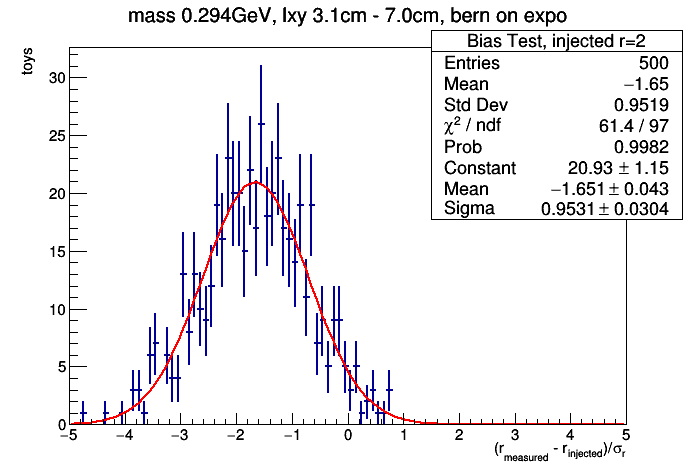 mass 0.294GeV, lxy 3.1cm - 7.0cm, bern on expo
Bias Test, injected r=2
Entries 500
Mean −1.65
Std Dev 0.9519
χ² / ndf 61.4 / 97
Prob 0.9982
Constant 20.93 ± 1.15
Mean −1.651 ± 0.043
Sigma 0.9531 ± 0.0304
toys
30
25
20
15
10
5
0
−5 −4 −3 −2 −1 0 1 2 3 4 5
(r_measured - r_injected)/σ_r